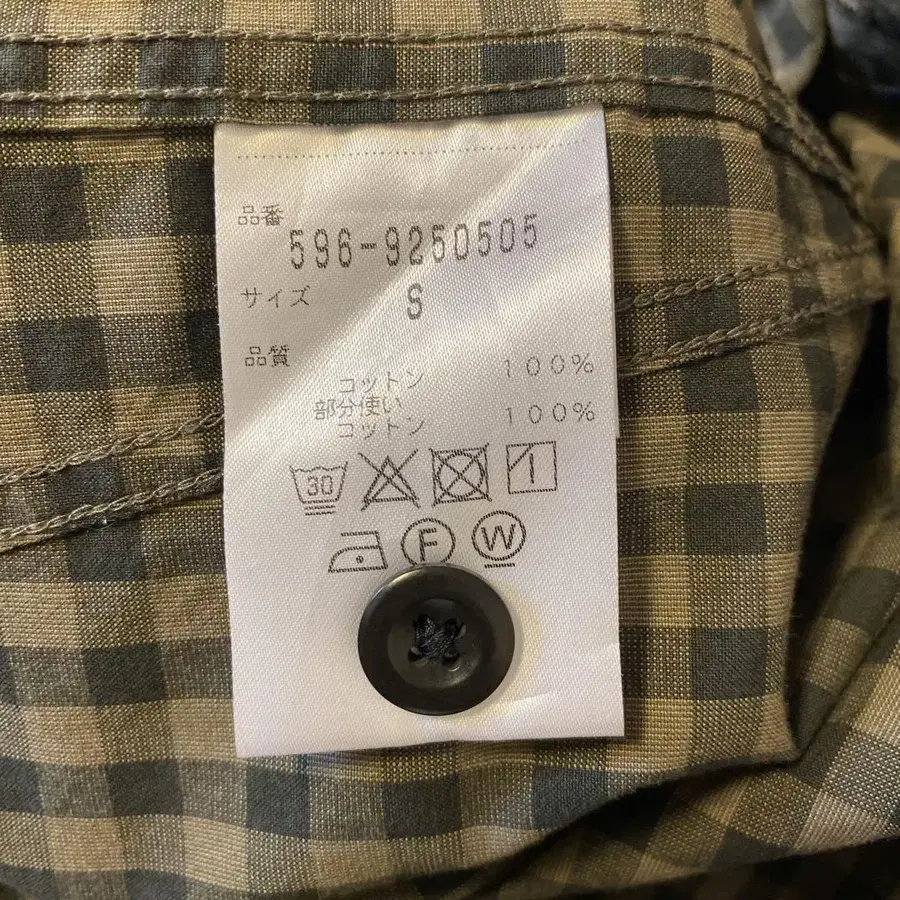 品番
596-9250505
サイズ S
品質
コットン 100%
部分使い
コットン 100%
30
F W